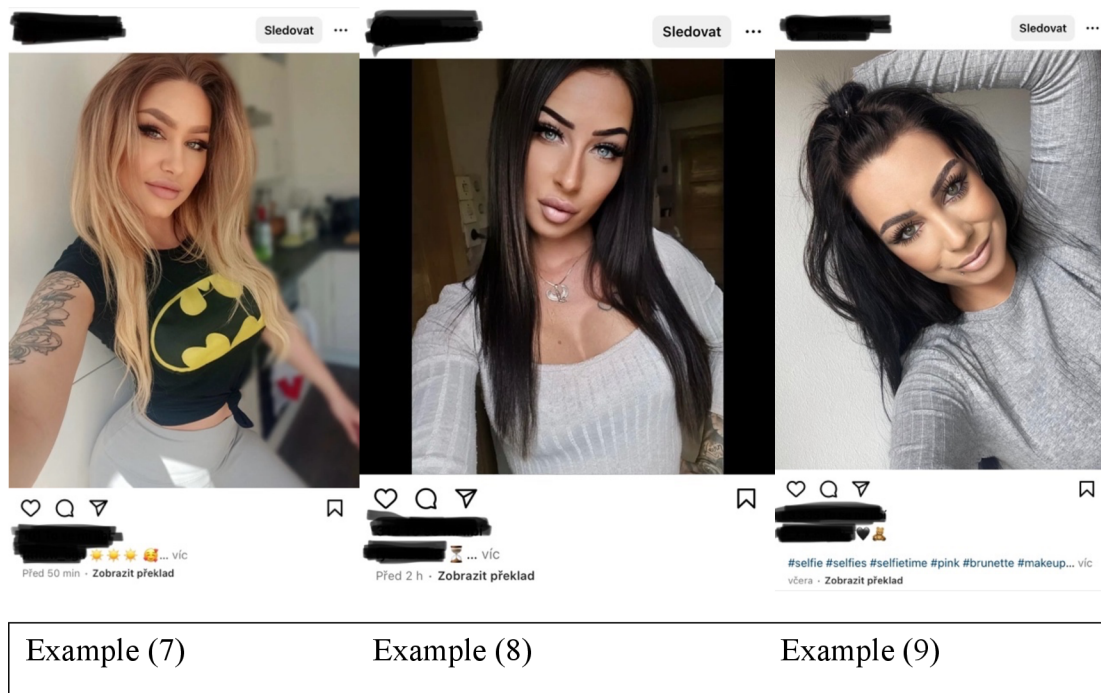 Sledovat ...
... víc
Před 50 min · Zobrazit překlad
Example (7)
Sledovat ...
... víc
Před 2 h · Zobrazit překlad
Example (8)
Sledovat ...
#selfie #selfies #selfietime #pink #brunette #makeup... víc
včera · Zobrazit překlad
Example (9)